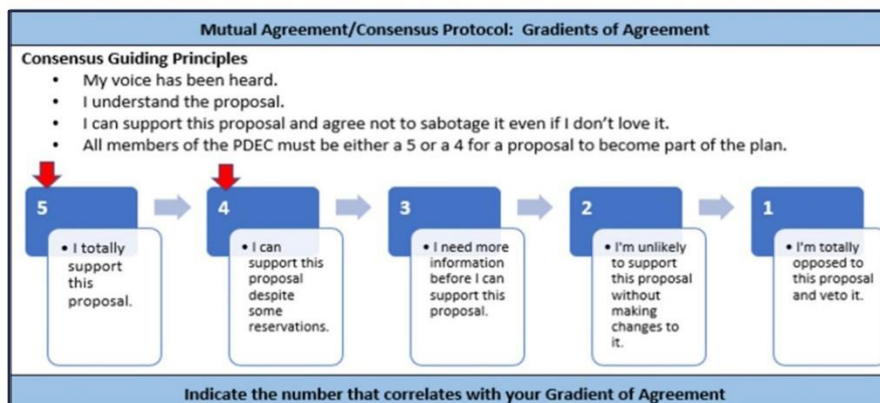 Mutual Agreement/Consensus Protocol: Gradients of Agreement
Consensus Guiding Principles
• My voice has been heard.
• I understand the proposal.
• I can support this proposal and agree not to sabotage it even if I don't love it.
• All members of the PDEC must be either a 5 or a 4 for a proposal to become part of the plan.
5
• I totally
support
this
proposal.
4
• I can
support this
proposal
despite
some
reservations.
3
• I need more
information
before I can
support this
proposal.
2
• I'm unlikely
to support
this proposal
without
making
changes to
it.
1
• I'm totally
opposed to
this proposal
and veto it.
Indicate the number that correlates with your Gradient of Agreement